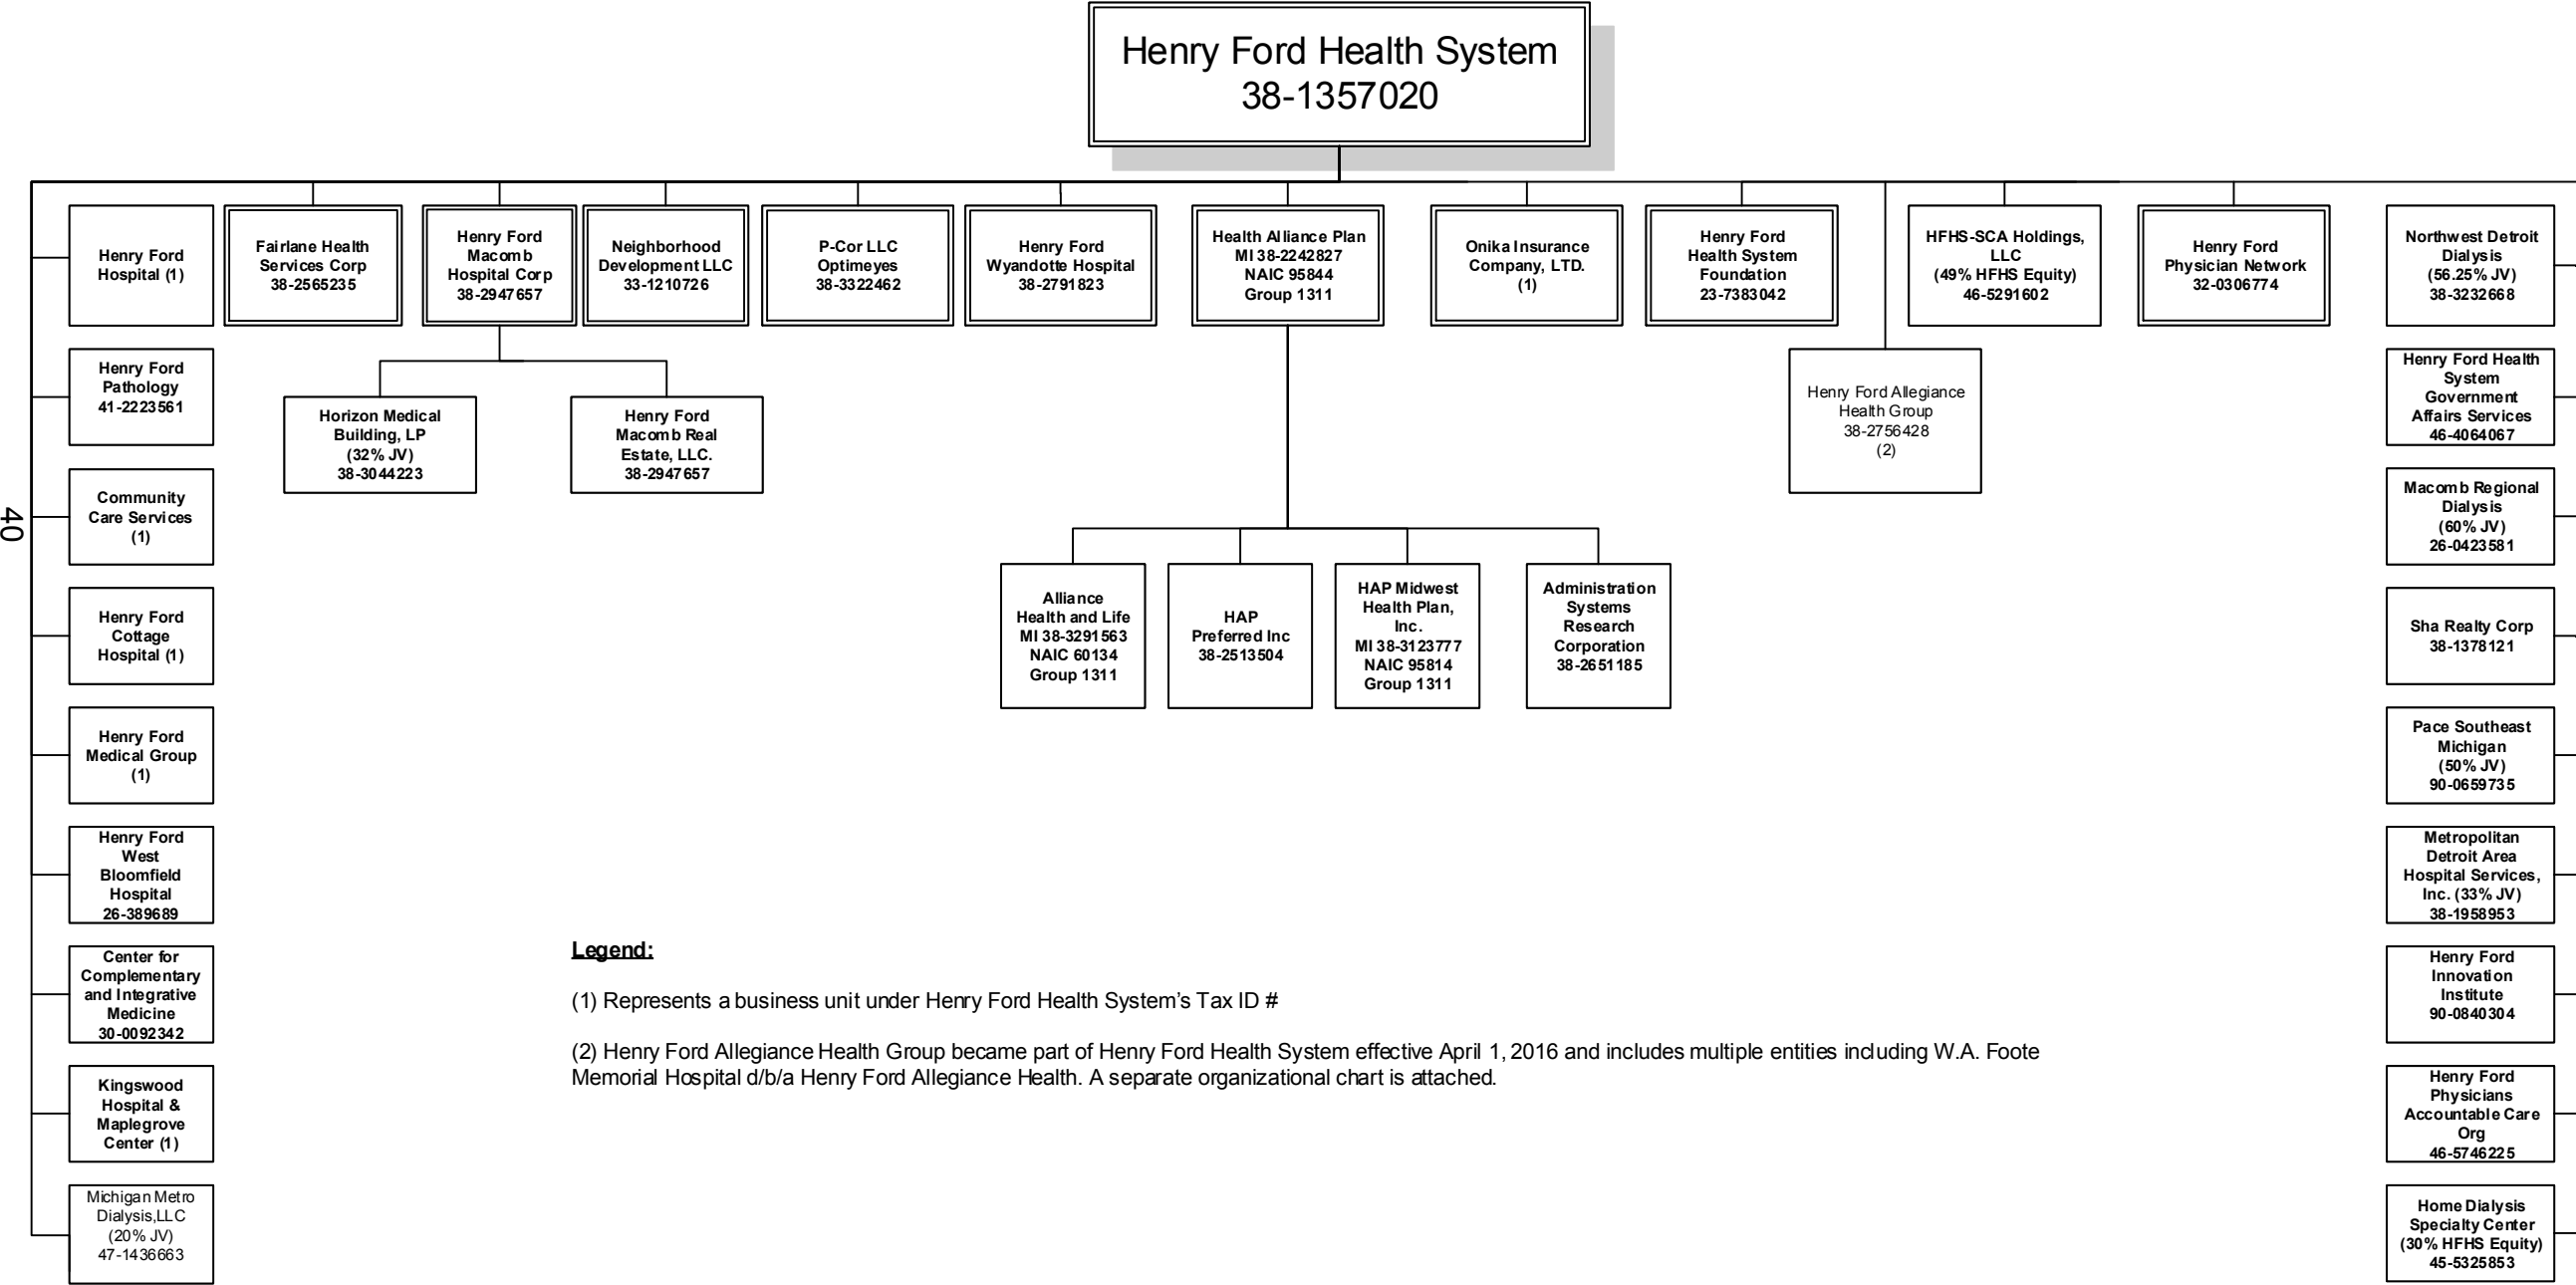 Henry Ford Health System
38-1357020
Henry Ford
Hospital (1)
Fairlane Health
Services Corp
38-2565235
Henry Ford
Macomb
Hospital Corp
38-2947657
Neighborhood
Development LLC
33-1210726
P-Cor LLC
Optimeyes
38-3322462
Henry Ford
Wyandotte Hospital
38-2791823
Health Alliance Plan
MI 38-2242827
NAIC 95844
Group 1311
Onika Insurance
Company, LTD.
(1)
Henry Ford
Health System
Foundation
23-7383042
HFHS-SCA Holdings,
LLC
(49% HFHS Equity)
46-5291602
Henry Ford
Physician Network
32-0306774
Northwest Detroit
Dialysis
(56.25% JV)
38-3232668
Henry Ford
Pathology
41-2223561
Horizon Medical
Building, LP
(32% JV)
38-3044223
Henry Ford
Macomb Real
Estate, LLC.
38-2947657
Henry Ford Allegiance
Health Group
38-2756428
(2)
Henry Ford Health
System
Government
Affairs Services
46-4064067
Community
Care Services
(1)
Macomb Regional
Dialysis
(60% JV)
26-0423581
40
Henry Ford
Cottage
Hospital (1)
Alliance
Health and Life
MI 38-3291563
NAIC 60134
Group 1311
HAP
Preferred Inc
38-2513504
HAP Midwest
Health Plan,
Inc.
MI 38-3123777
NAIC 95814
Group 1311
Administration
Systems
Research
Corporation
38-2651185
Sha Realty Corp
38-1378121
Henry Ford
Medical Group
(1)
Pace Southeast
Michigan
(50% JV)
90-0659735
Henry Ford
West
Bloomfield
Hospital
26-389689
Metropolitan
Detroit Area
Hospital Services,
Inc. (33% JV)
38-1958953
Center for
Complementary
and Integrative
Medicine
30-0092342
Henry Ford
Innovation
Institute
90-0840304
Kingswood
Hospital &
Maplegrove
Center (1)
Henry Ford
Physicians
Accountable Care
Org
46-5746225
Michigan Metro
Dialysis,LLC
(20% JV)
47-1436663
Home Dialysis
Specialty Center
(30% HFHS Equity)
45-5325853
Legend:
(1) Represents a business unit under Henry Ford Health System's Tax ID #
(2) Henry Ford Allegiance Health Group became part of Henry Ford Health System effective April 1, 2016 and includes multiple entities including W.A. Foote
Memorial Hospital d/b/a Henry Ford Allegiance Health. A separate organizational chart is attached.